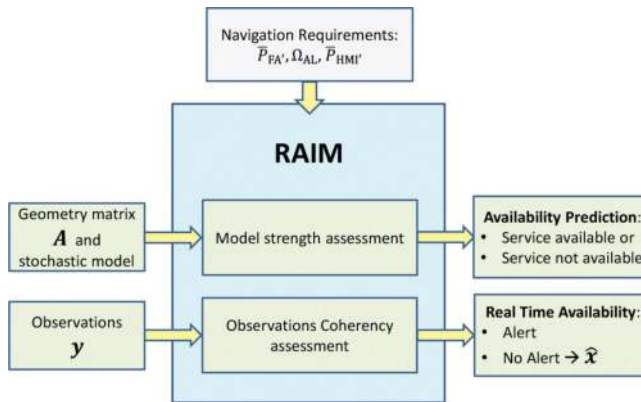 Navigation Requirements:
P̅FA', ΩAL, P̅HMI'
RAIM
Geometry matrix
A and
stochastic model
Model strength assessment
Availability Prediction:
• Service available or
• Service not available
Observations
y
Observations Coherency
assessment
Real Time Availability:
• Alert
• No Alert → x̂